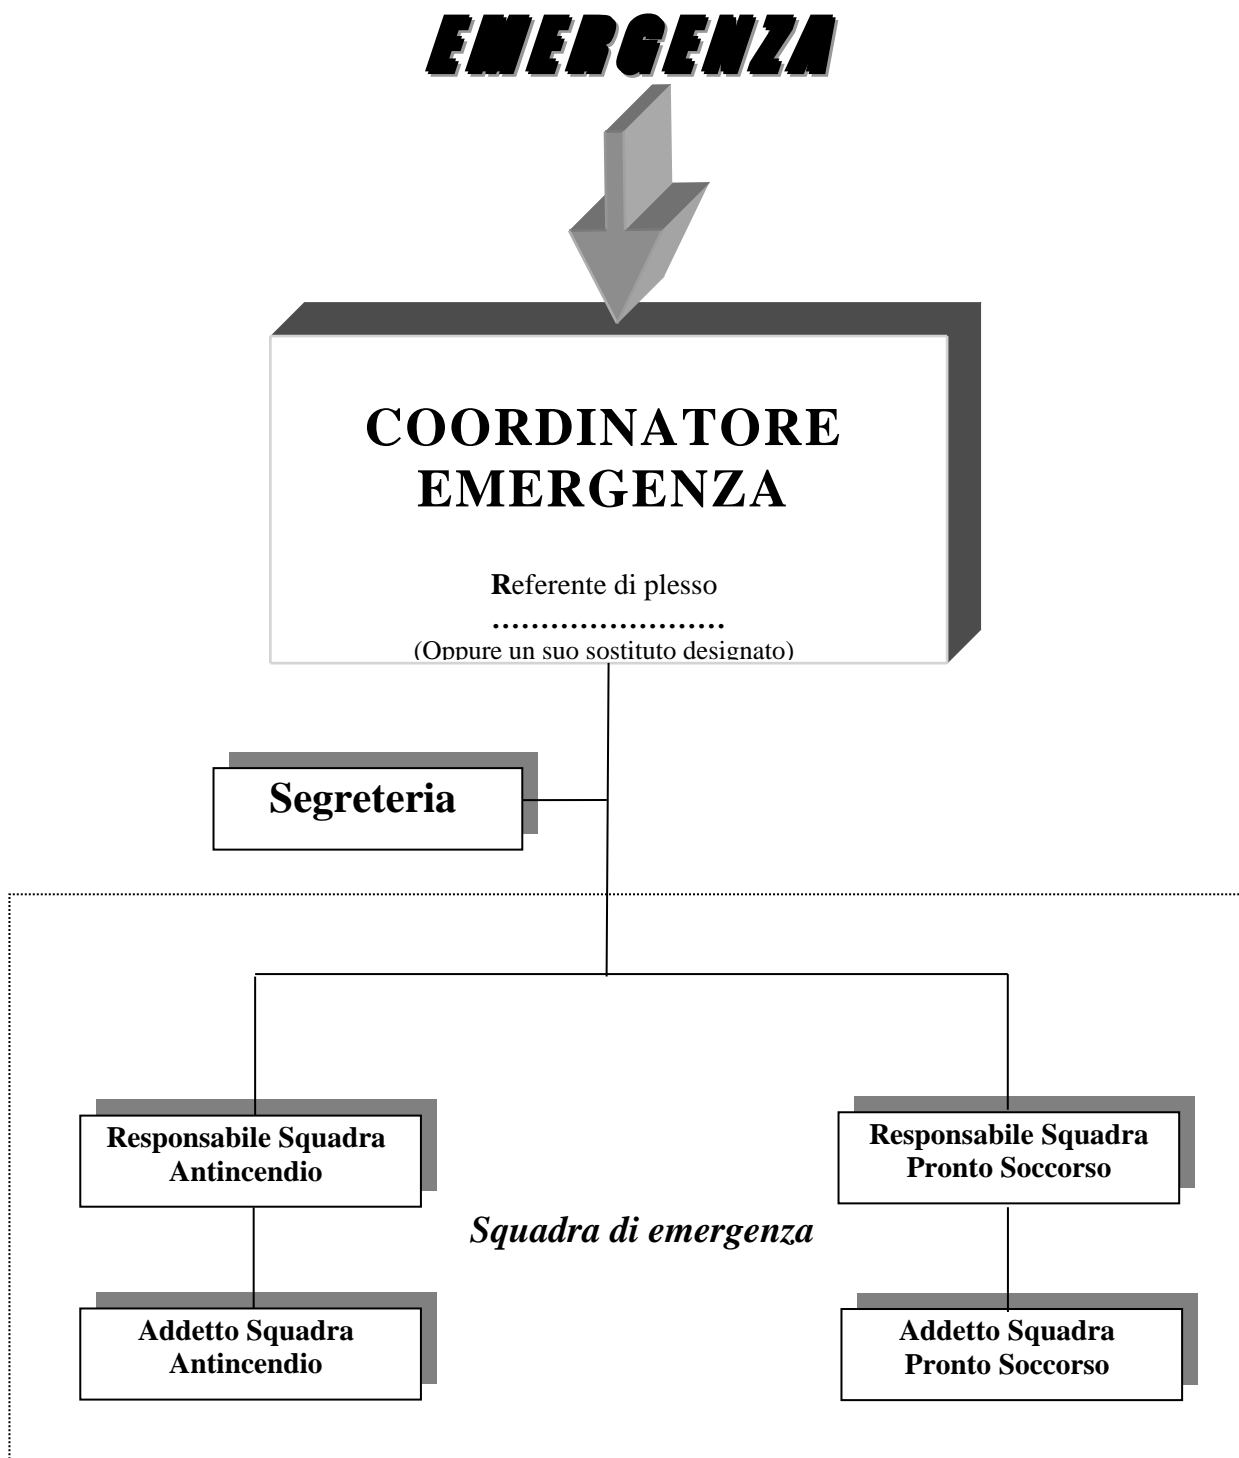 EMERGENZA
COORDINATORE
EMERGENZA
Referente di plesso
……………………
(Oppure un suo sostituto designato)
Segreteria
Responsabile Squadra
Antincendio
Responsabile Squadra
Pronto Soccorso
Squadra di emergenza
Addetto Squadra
Antincendio
Addetto Squadra
Pronto Soccorso